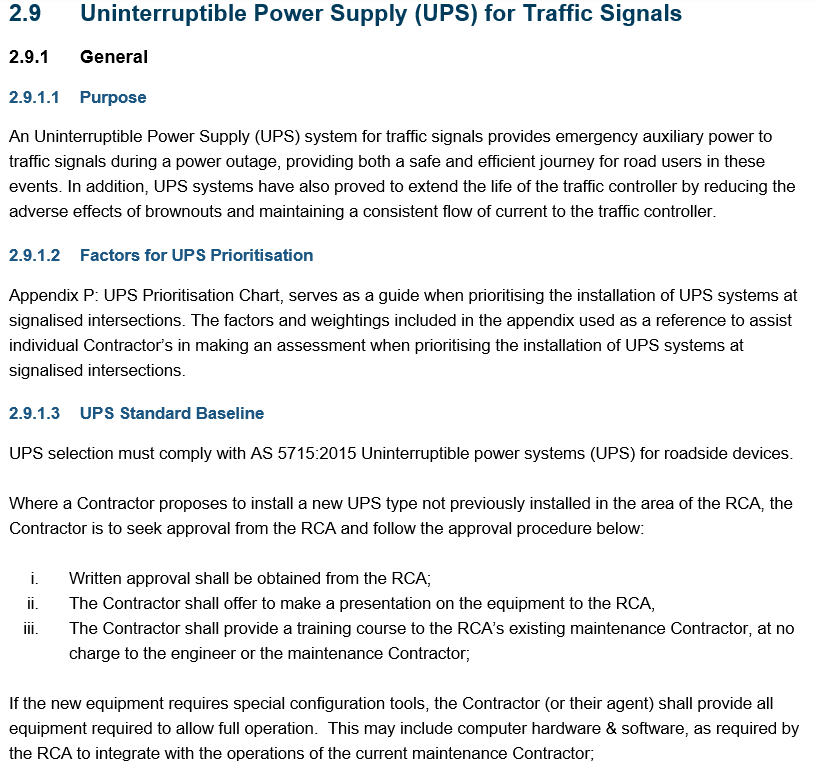 2.9 Uninterruptible Power Supply (UPS) for Traffic Signals
2.9.1 General
2.9.1.1 Purpose
An Uninterruptible Power Supply (UPS) system for traffic signals provides emergency auxiliary power to
traffic signals during a power outage, providing both a safe and efficient journey for road users in these
events. In addition, UPS systems have also proved to extend the life of the traffic controller by reducing the
adverse effects of brownouts and maintaining a consistent flow of current to the traffic controller.
2.9.1.2 Factors for UPS Prioritisation
Appendix P: UPS Prioritisation Chart, serves as a guide when prioritising the installation of UPS systems at
signalised intersections. The factors and weightings included in the appendix used as a reference to assist
individual Contractor's in making an assessment when prioritising the installation of UPS systems at
signalised intersections.
2.9.1.3 UPS Standard Baseline
UPS selection must comply with AS 5715:2015 Uninterruptible power systems (UPS) for roadside devices.
Where a Contractor proposes to install a new UPS type not previously installed in the area of the RCA, the
Contractor is to seek approval from the RCA and follow the approval procedure below:
i. Written approval shall be obtained from the RCA;
ii. The Contractor shall offer to make a presentation on the equipment to the RCA,
iii. The Contractor shall provide a training course to the RCA's existing maintenance Contractor, at no
charge to the engineer or the maintenance Contractor;
If the new equipment requires special configuration tools, the Contractor (or their agent) shall provide all
equipment required to allow full operation. This may include computer hardware & software, as required by
the RCA to integrate with the operations of the current maintenance Contractor;